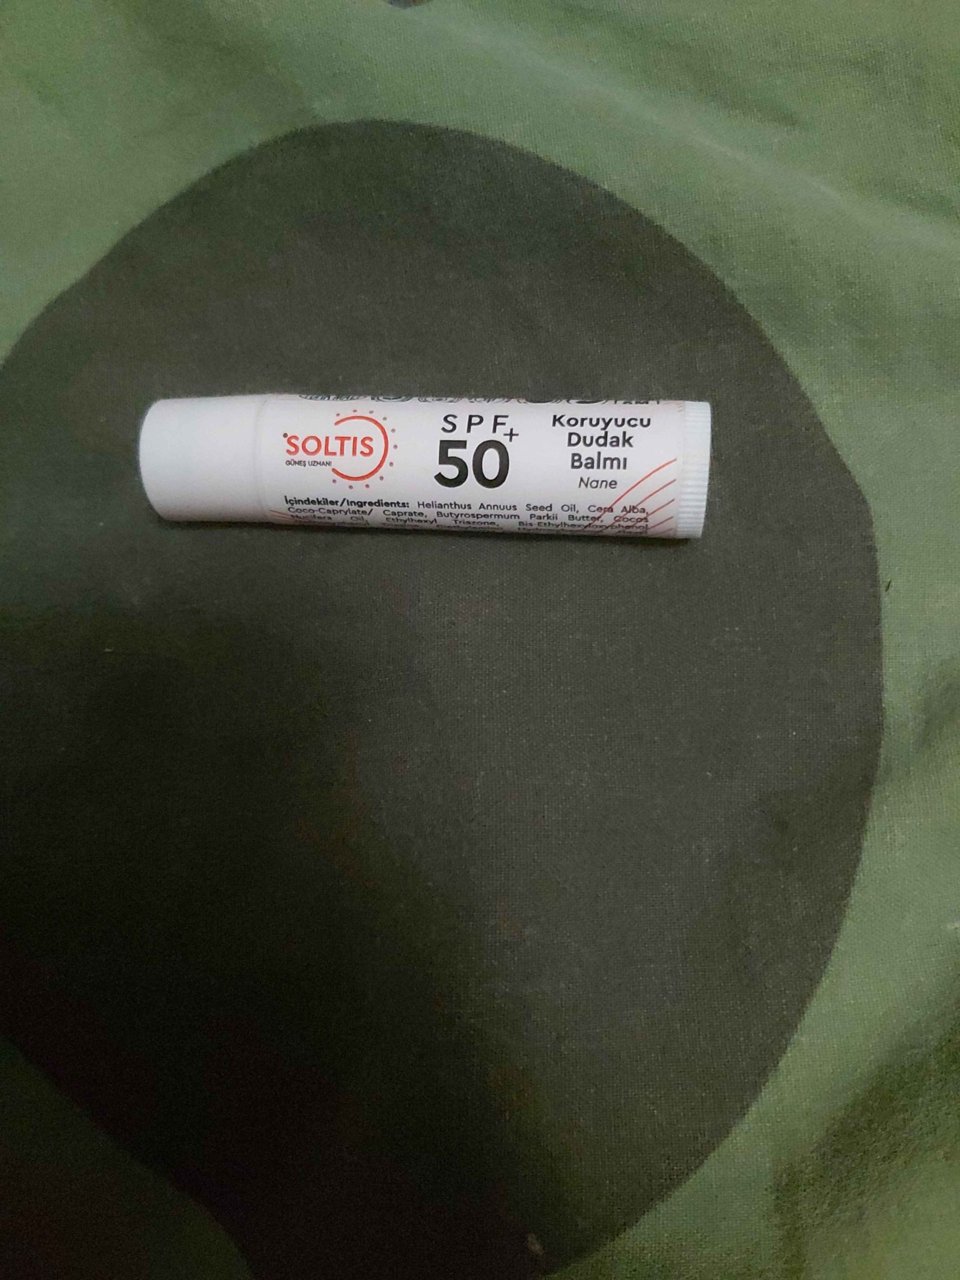 SOLTIS
GÜNEŞ UZMANI
SPF
50+
Koruyucu
Dudak
Balmı
Nane
İçindekiler/Ingredients: Helianthus Annuus Seed Oil, Cera Alba,
Coco-Caprylate/ Caprate, Butyrospermum Parkii Butter, Cocos
Nucifera Oil, Ethylhexyl Triazone, Bis-Ethylhexyloxyphenol